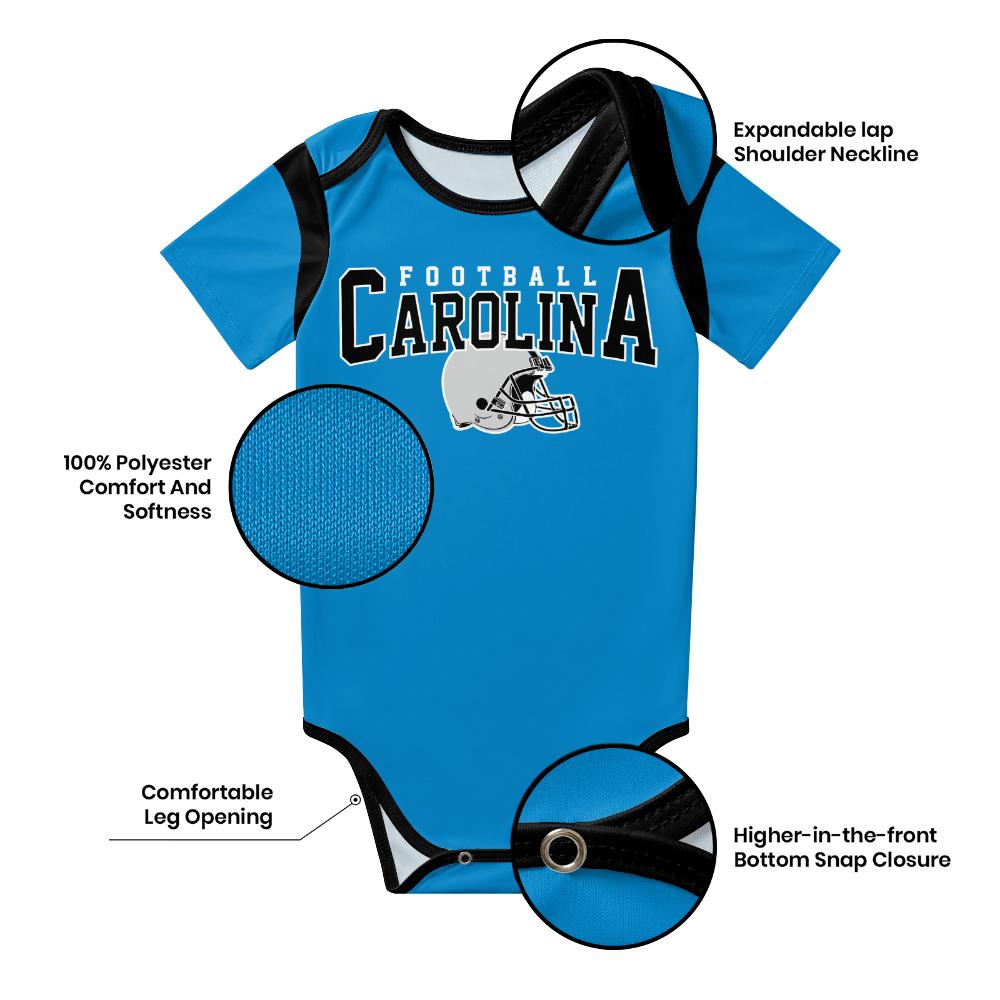 Expandable lap
Shoulder Neckline
FOOTBALL
CAROLINA
100% Polyester
Comfort And
Softness
Comfortable
Leg Opening
Higher-in-the-front
Bottom Snap Closure